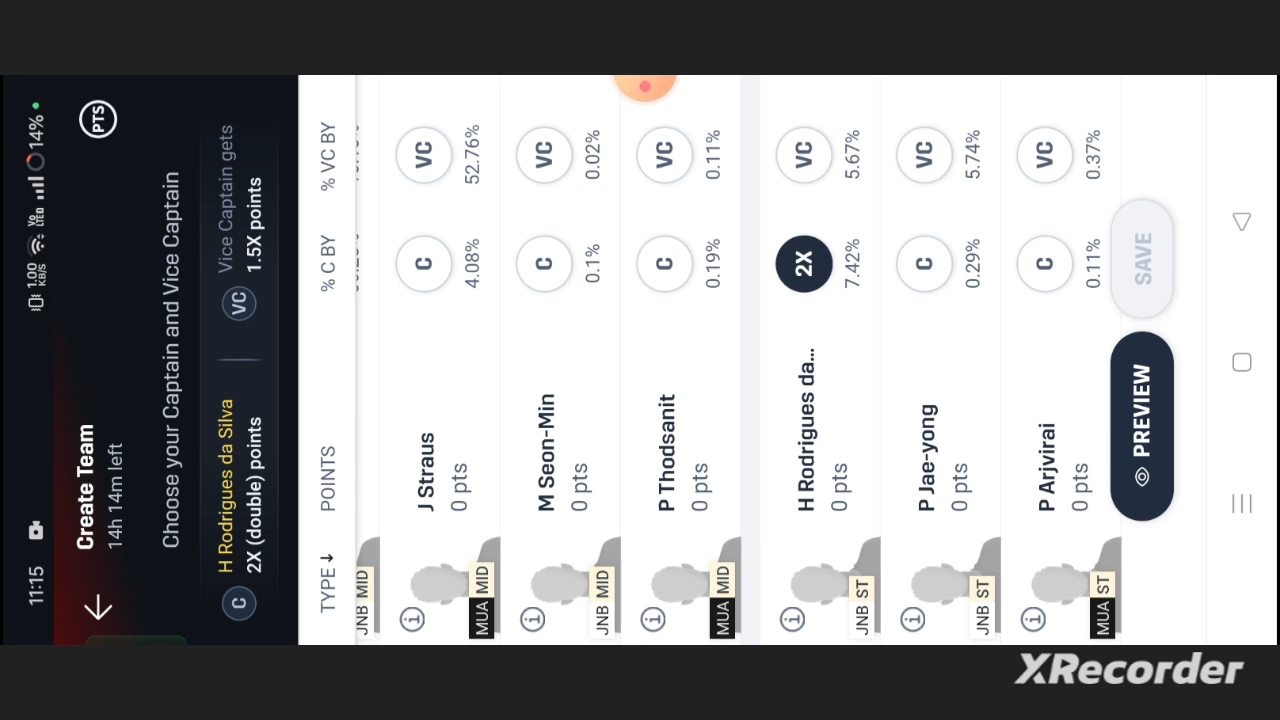 11:15
1.00 KB/S
Vo LTED
14%
Create Team
14h 14m left
PTS
Choose your Captain and Vice Captain
C
H Rodrigues da Silva
2X (double) points
VC
Vice Captain gets
1.5X points
TYPE ↓ POINTS % C BY % VC BY
JNB MID
MUA MID
J Straus
0 pts
C
4.08%
VC
52.76%
JNB MID
M Seon-Min
0 pts
C
0.1%
VC
0.02%
MUA MID
P Thodsanit
0 pts
C
0.19%
VC
0.11%
JNB ST
H Rodrigues da...
0 pts
2X
7.42%
VC
5.67%
JNB ST
P Jae-yong
0 pts
C
0.29%
VC
5.74%
MUA ST
P Arjvirai
0 pts
C
0.11%
VC
0.37%
PREVIEW
SAVE
XRecorder